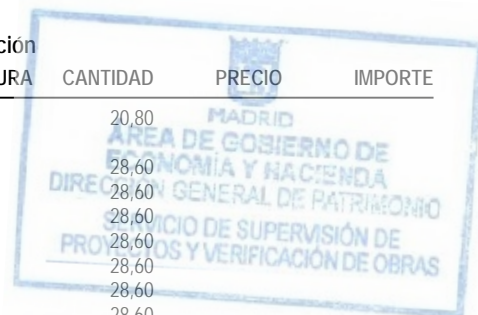 ción
URA CANTIDAD PRECIO IMPORTE
20,80
MADRID
ÁREA DE GOBIERNO DE
ECONOMÍA Y HACIENDA
28,60
DIRECCIÓN GENERAL DE PATRIMONIO
28,60
28,60
SERVICIO DE SUPERVISIÓN DE
28,60
PROYECTOS Y VERIFICACIÓN DE OBRAS
28,60
28,60
28,60